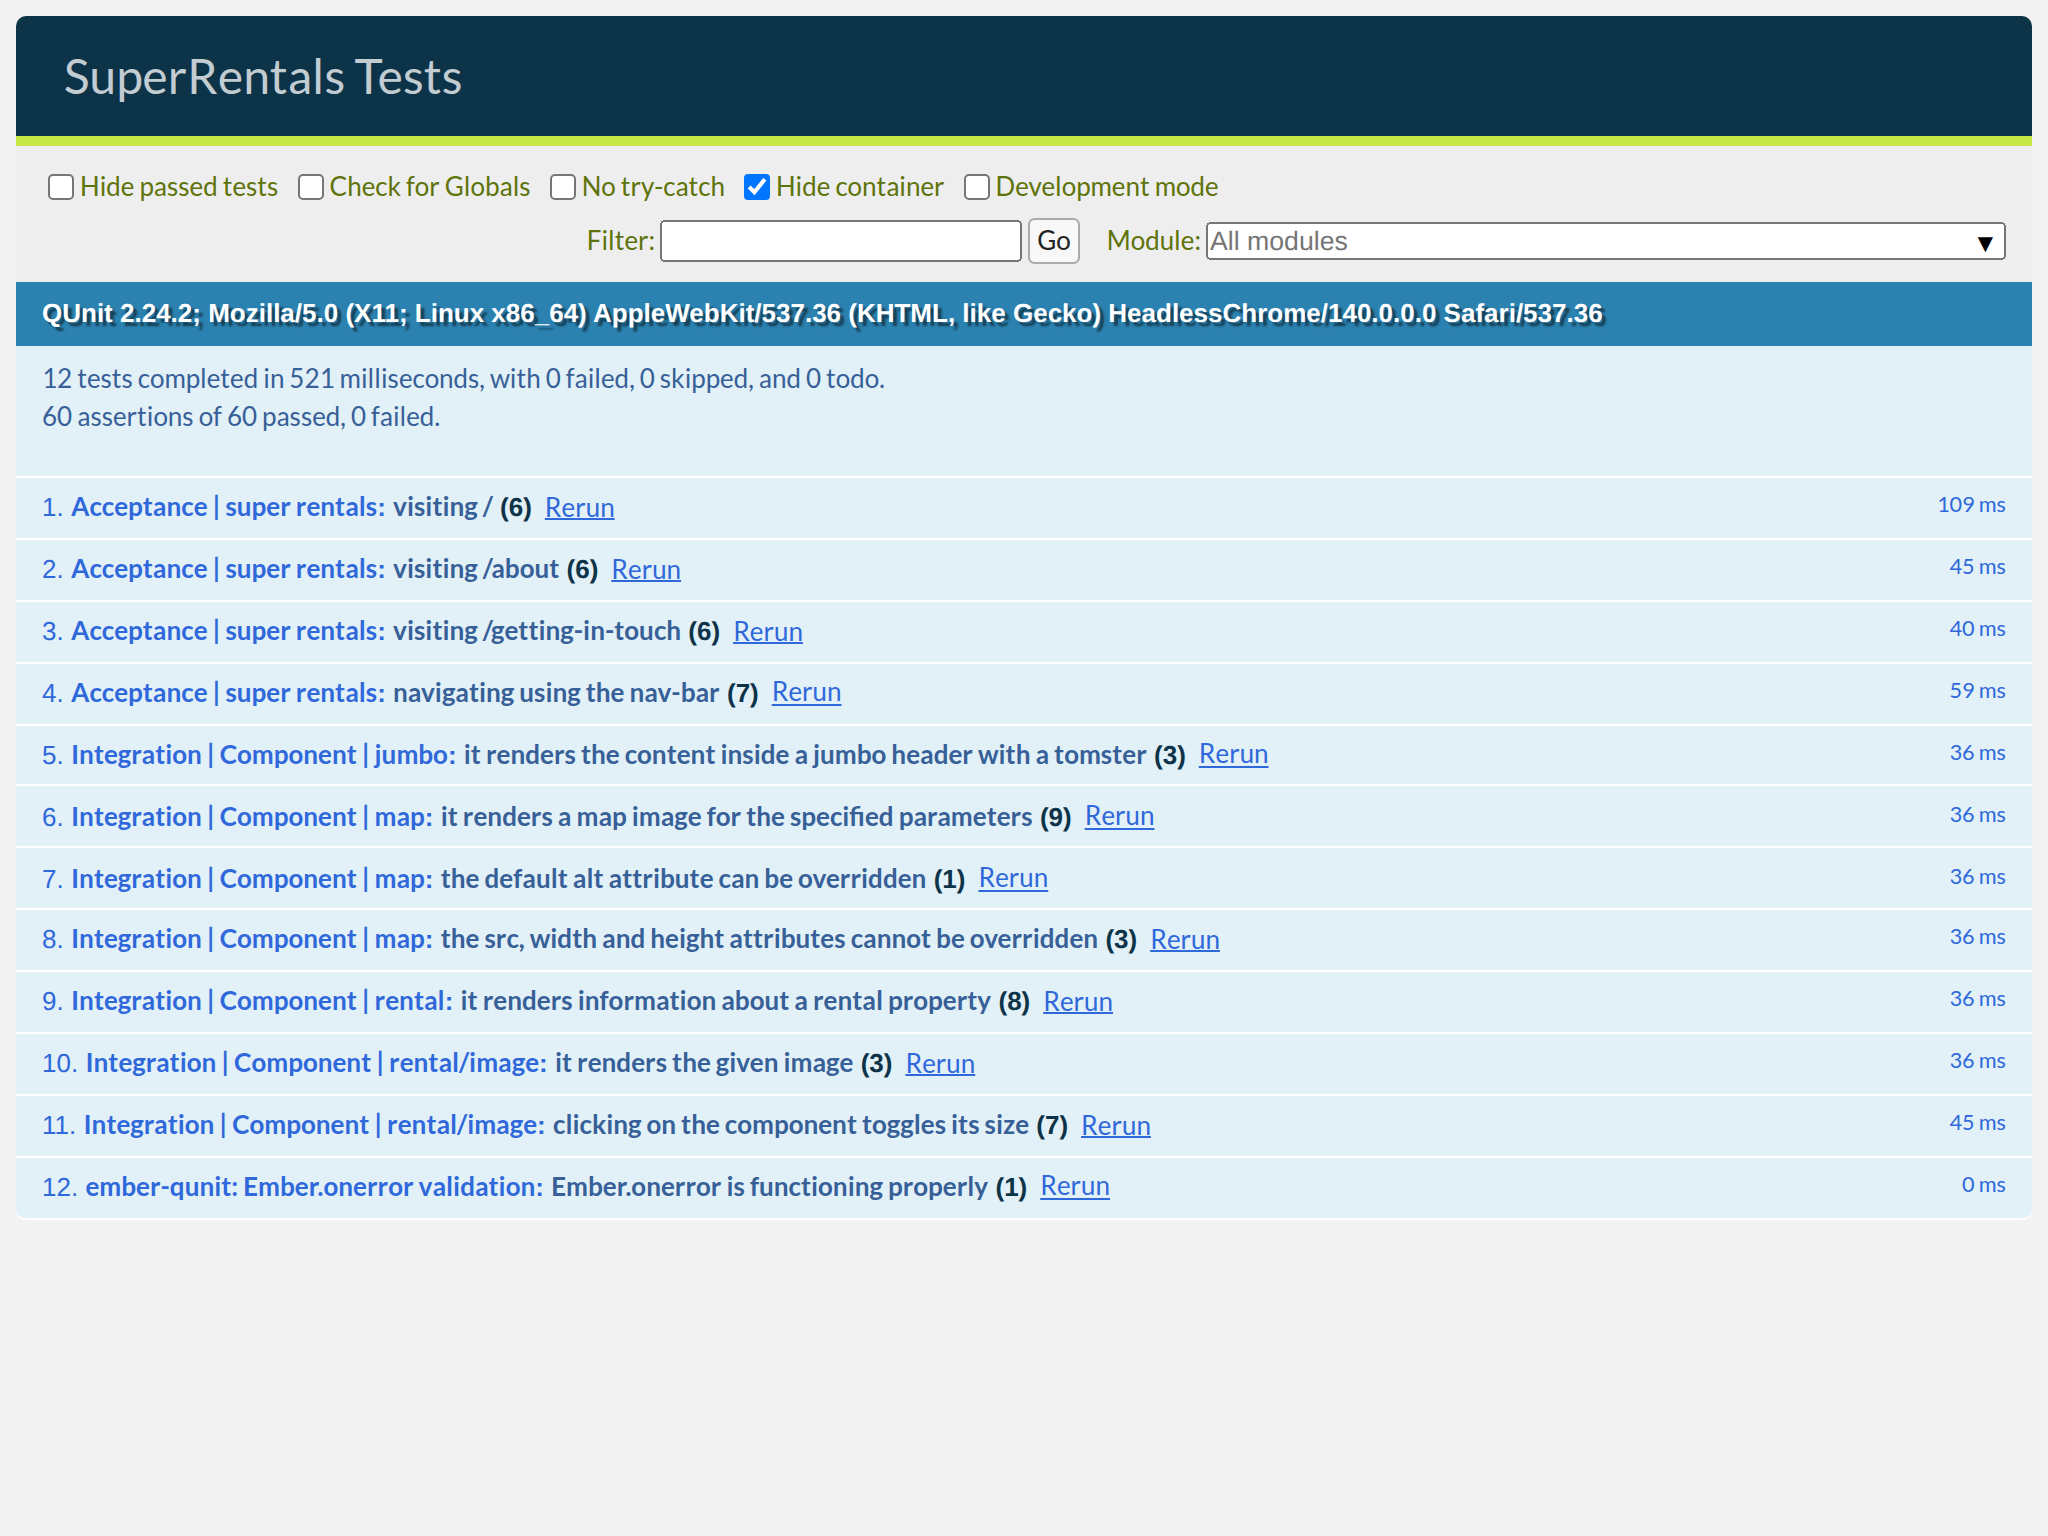 SuperRentals Tests
Hide passed tests Check for Globals No try-catch Hide container Development mode
Filter: Go Module: All modules ▼
QUnit 2.24.2; Mozilla/5.0 (X11; Linux x86_64) AppleWebKit/537.36 (KHTML, like Gecko) HeadlessChrome/140.0.0.0 Safari/537.36
12 tests completed in 521 milliseconds, with 0 failed, 0 skipped, and 0 todo.
60 assertions of 60 passed, 0 failed.
1. Acceptance | super rentals: visiting / (6) Rerun 109 ms
2. Acceptance | super rentals: visiting /about (6) Rerun 45 ms
3. Acceptance | super rentals: visiting /getting-in-touch (6) Rerun 40 ms
4. Acceptance | super rentals: navigating using the nav-bar (7) Rerun 59 ms
5. Integration | Component | jumbo: it renders the content inside a jumbo header with a tomster (3) Rerun 36 ms
6. Integration | Component | map: it renders a map image for the specified parameters (9) Rerun 36 ms
7. Integration | Component | map: the default alt attribute can be overridden (1) Rerun 36 ms
8. Integration | Component | map: the src, width and height attributes cannot be overridden (3) Rerun 36 ms
9. Integration | Component | rental: it renders information about a rental property (8) Rerun 36 ms
10. Integration | Component | rental/image: it renders the given image (3) Rerun 36 ms
11. Integration | Component | rental/image: clicking on the component toggles its size (7) Rerun 45 ms
12. ember-qunit: Ember.onerror validation: Ember.onerror is functioning properly (1) Rerun 0 ms